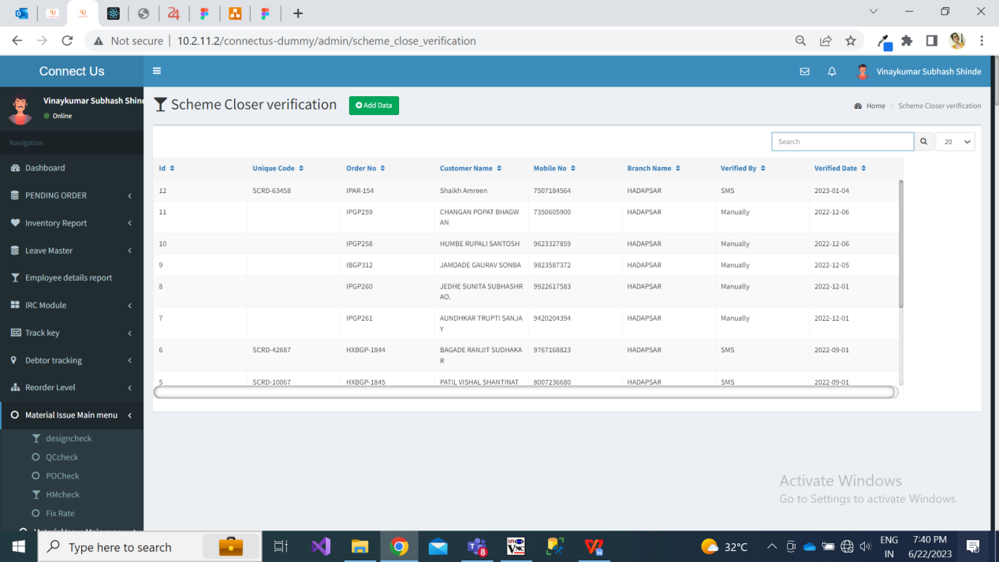 24
Not secure
10.2.11.2/connectus-dummy/admin/scheme_close_verification
Connect Us
Vinaykumar Subhash Shinde
Vinaykumar Subhash Shind
Online
Scheme Closer verification
Add Data
Home > Scheme Closer verification
Navigation
Search
20
Id Unique Code Order No Customer Name Mobile No Branch Name Verified By Verified Date
12 SCRD-63458 IPAR-154 Shaikh Amreen 7507184564 HADAPSAR SMS 2023-01-04
11 IPGP259 CHANGAN POPAT BHAGW 7350605900 HADAPSAR Manually 2022-12-06
AN
10 IPGP258 HUMBE RUPALI SANTOSH 9623327859 HADAPSAR Manually 2022-12-06
9 IBGP312 JAMDADE GAURAV SONBA 9823587372 HADAPSAR Manually 2022-12-05
8 IPGP260 JEDHE SUNITA SUBHASHR 9922617583 HADAPSAR Manually 2022-12-01
AO.
7 IPGP261 AUNDHKAR TRUPTI SANJA 9420204394 HADAPSAR Manually 2022-12-01
Y
6 SCRD-42687 HXBGP-1844 BAGADE RANJIT SUDHAKA 9767168823 HADAPSAR SMS 2022-09-01
R
5 SCRD-10067 HXBGP-1845 PATIL VISHAL SHANTINAT 8007236680 HADAPSAR SMS 2022-09-01
Dashboard
PENDING ORDER
Inventory Report
Leave Master
Employee details report
IRC Module
Track key
Debtor tracking
Reorder Level
Material Issue Main menu
designcheck
QCcheck
POCheck
HMcheck
Fix Rate
Activate Windows
Go to Settings to activate Windows.
Type here to search
8
VNC
32°C
ENG
IN
7:40 PM
6/22/2023